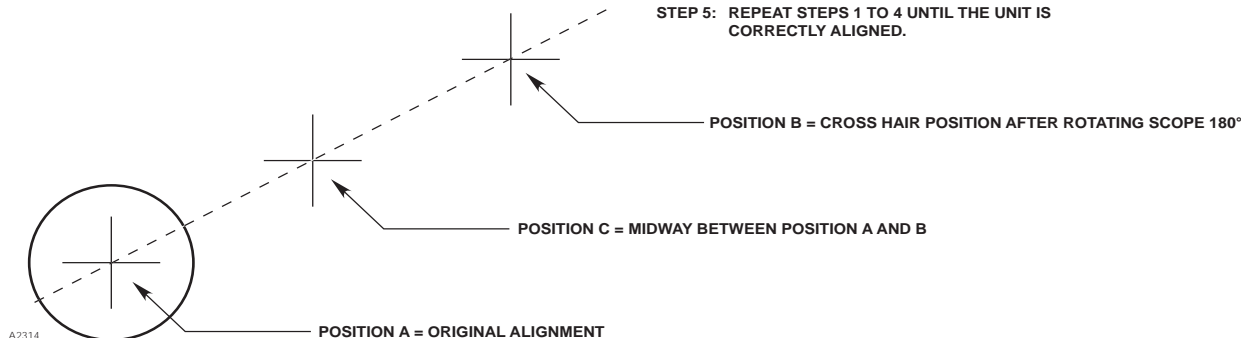 STEP 5: REPEAT STEPS 1 TO 4 UNTIL THE UNIT IS
CORRECTLY ALIGNED.
POSITION B = CROSS HAIR POSITION AFTER ROTATING SCOPE 180°
POSITION C = MIDWAY BETWEEN POSITION A AND B
POSITION A = ORIGINAL ALIGNMENT
A2314